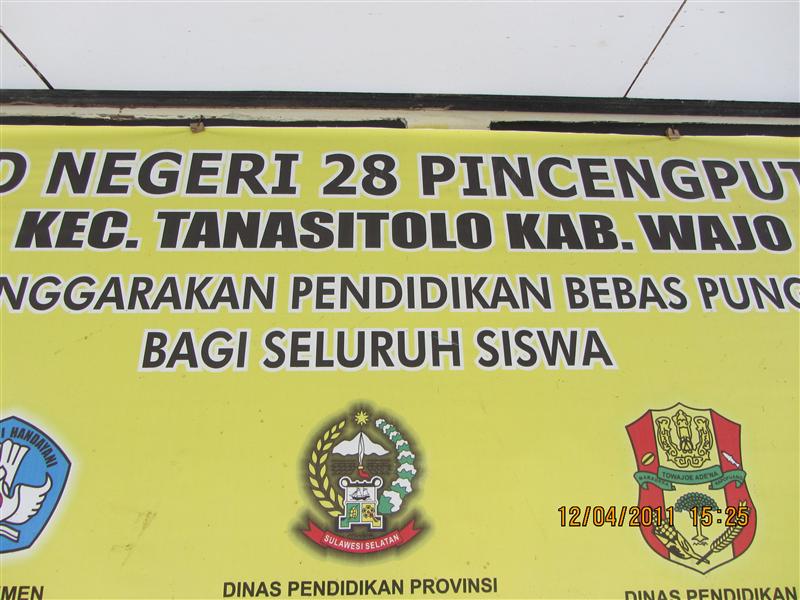 D NEGERI 28 PINCENGPUT
KEC. TANASITOLO KAB. WAJO
NGGARAKAN PENDIDIKAN BEBAS PUNG
BAGI SELURUH SISWA
I HANDAYANI
SULAWESI SELATAN
TOWAJOE ADE'NA
12/04/2011 15:25
MEN
DINAS PENDIDIKAN PROVINSI
DINAS PENDIDIKAN